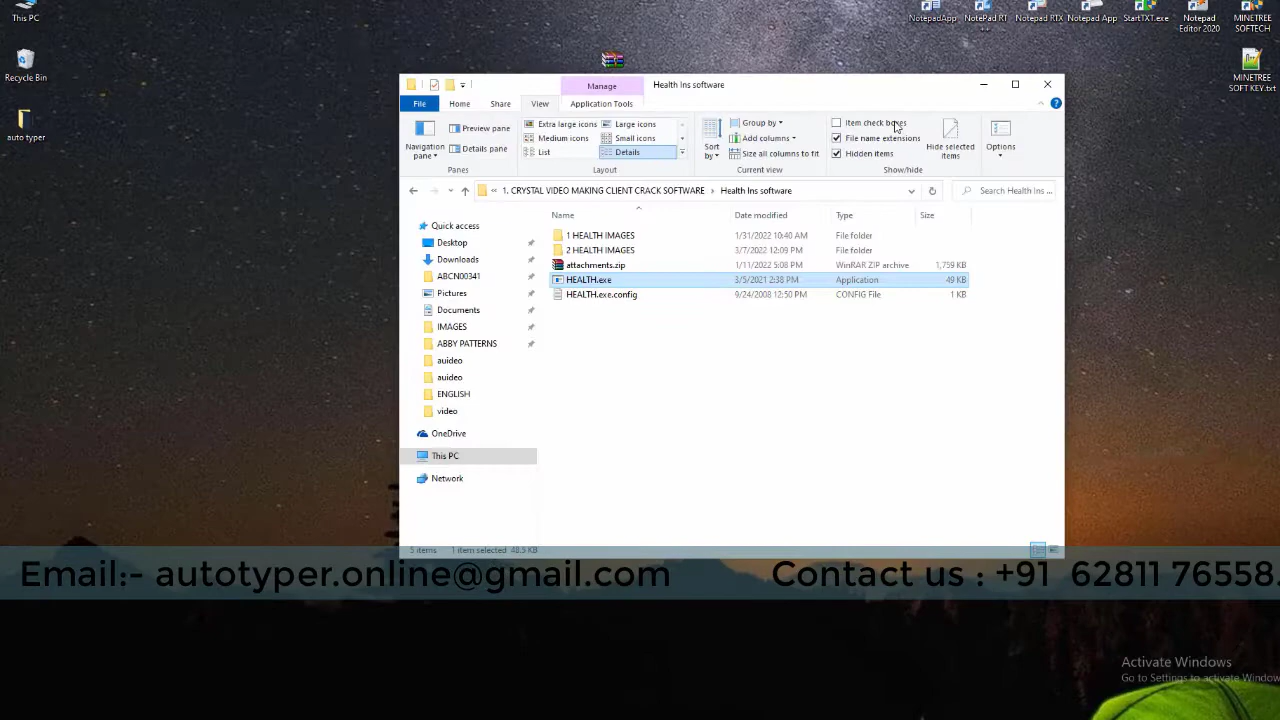 This PC
Recycle Bin
auto typer
NotepadApp
NotePad RT
NotePad RTX
Notepad App
StartTXT.exe
Notepad
Editor 2020
MINETREE
SOFTECH
MINETREE
SOFT KEY.txt
Manage
Health Ins software
File
Home
Share
View
Application Tools
Navigation
pane
Preview pane
Details pane
Panes
Extra large icons
Large icons
Medium icons
Small icons
List
Details
Layout
Sort
by
Group by
Add columns
Size all columns to fit
Current view
Item check boxes
File name extensions
Hidden items
Hide selected
items
Show/hide
Options
« 1. CRYSTAL VIDEO MAKING CLIENT CRACK SOFTWARE > Health Ins software
Search Health Ins ...
Quick access
Desktop
Downloads
ABCN00341
Pictures
Documents
IMAGES
ABBY PATTERNS
auideo
auideo
ENGLISH
video
OneDrive
This PC
Network
Name Date modified Type Size
1 HEALTH IMAGES 1/31/2022 10:40 AM File folder
2 HEALTH IMAGES 3/7/2022 12:09 PM File folder
attachments.zip 1/11/2022 5:08 PM WinRAR ZIP archive 1,759 KB
HEALTH.exe 3/5/2021 2:38 PM Application 49 KB
HEALTH.exe.config 9/24/2008 12:50 PM CONFIG File 1 KB
5 items 1 item selected 48.5 KB
Email:- autotyper.online@gmail.com Contact us : +91 62811 76558
Activate Windows
Go to Settings to activate Window